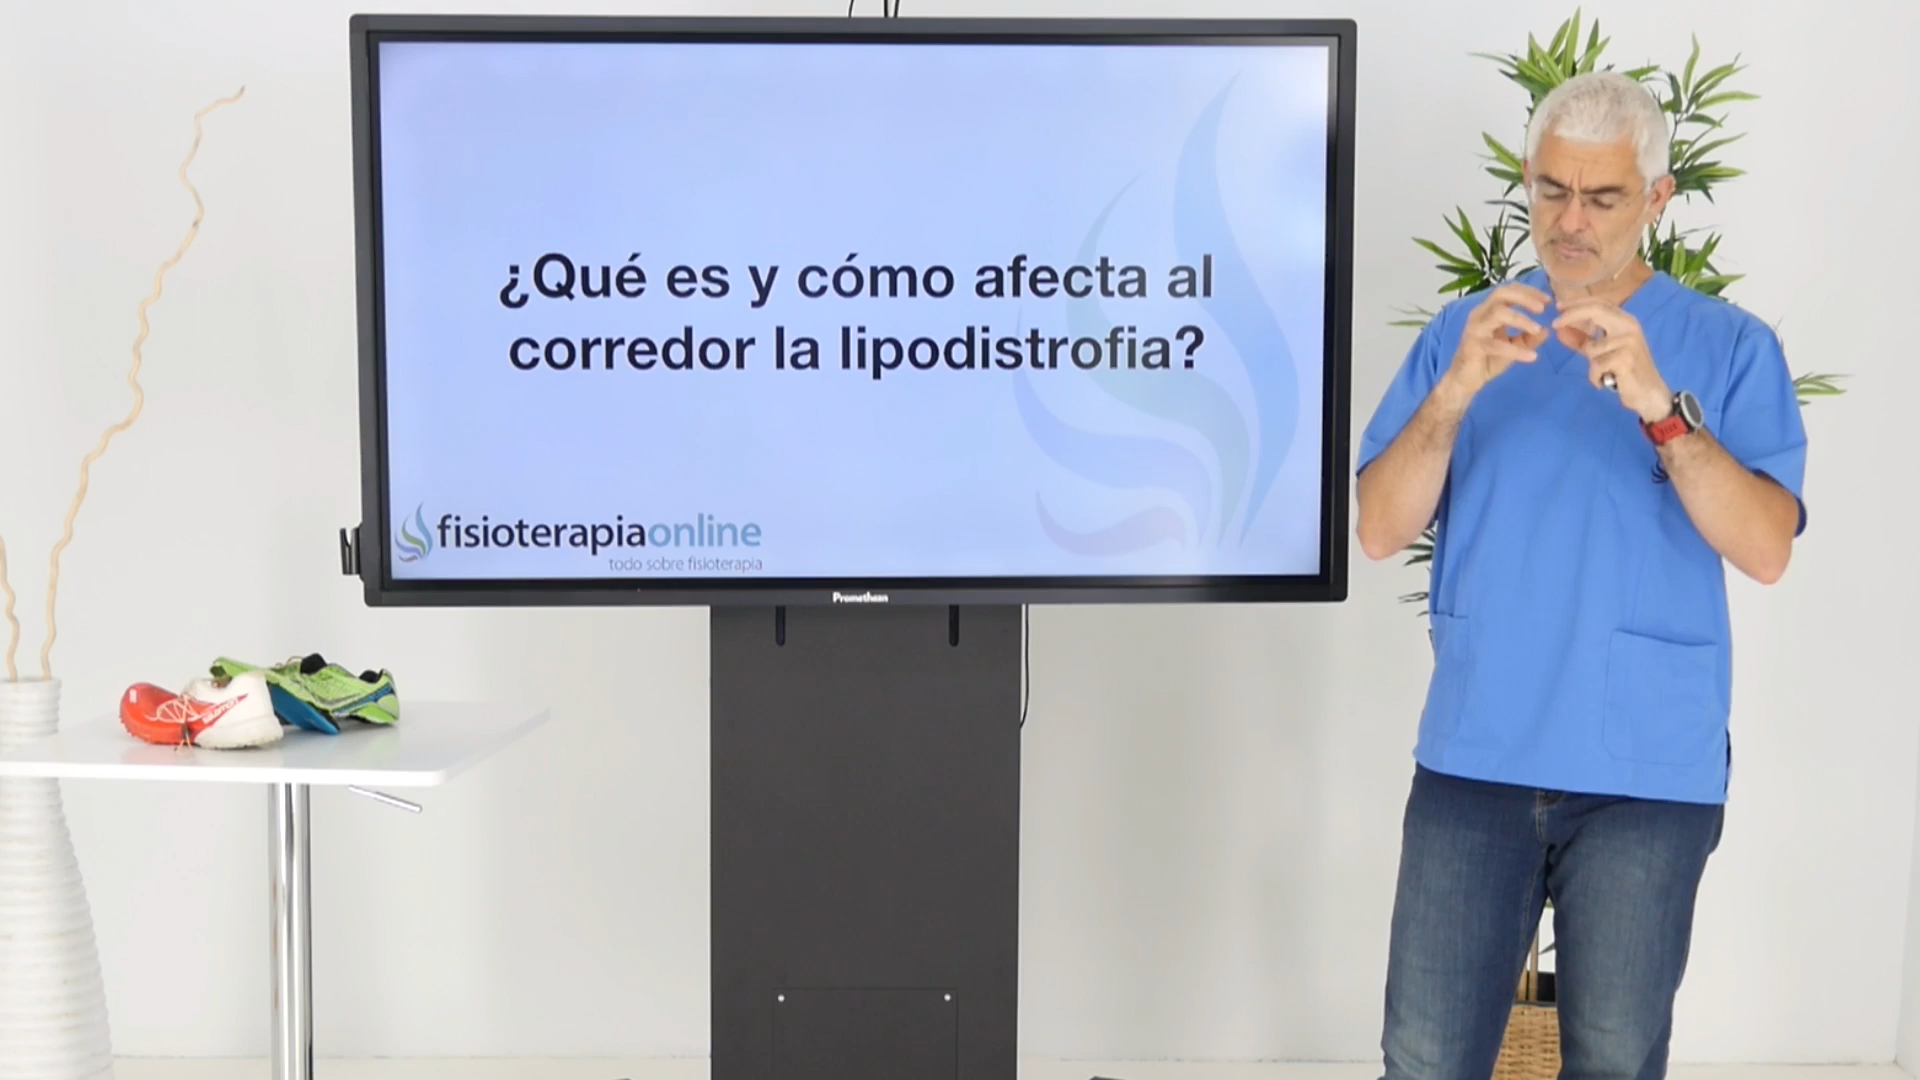 ¿Qué es y cómo afecta al
corredor la lipodistrofia?
fisioterapiaonline
todo sobre fisioterapia
Promethean